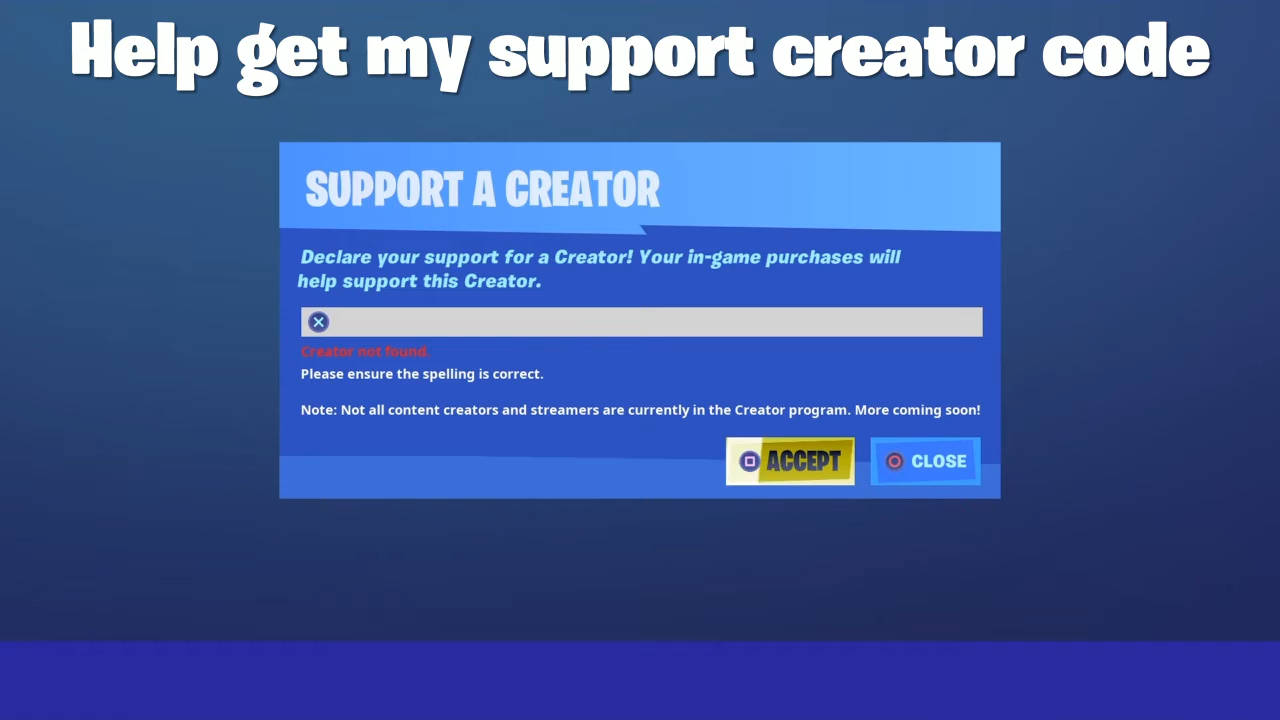 Help get my support creator code
SUPPORT A CREATOR
Declare your support for a Creator! Your in-game purchases will
help support this Creator.
Creator not found.
Please ensure the spelling is correct.
Note: Not all content creators and streamers are currently in the Creator program. More coming soon!
ACCEPT
CLOSE